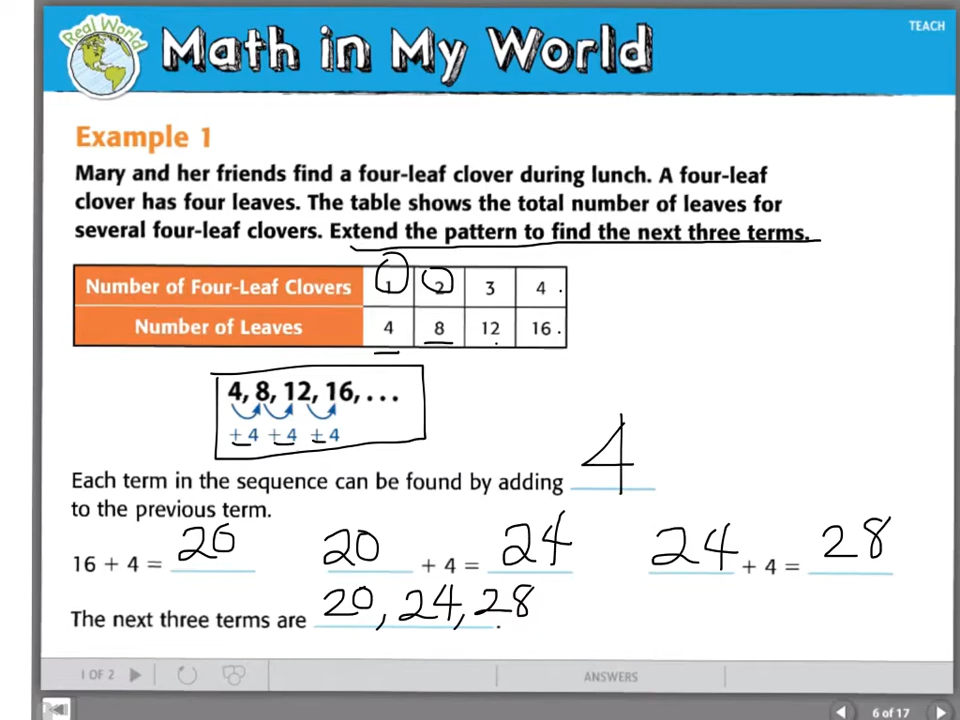 TEACH
Real World
Math in My World
Example 1
Mary and her friends find a four-leaf clover during lunch. A four-leaf
clover has four leaves. The table shows the total number of leaves for
several four-leaf clovers. Extend the pattern to find the next three terms.
Number of Four-Leaf Clovers 1 2 3 4
Number of Leaves 4 8 12 16
4, 8, 12, 16, . . .
+ 4 + 4 + 4
Each term in the sequence can be found by adding 4
to the previous term.
16 + 4 = 20 20 + 4 = 24 24 + 4 = 28
The next three terms are 20, 24, 28.
1 OF 2 ANSWERS
6 of 17